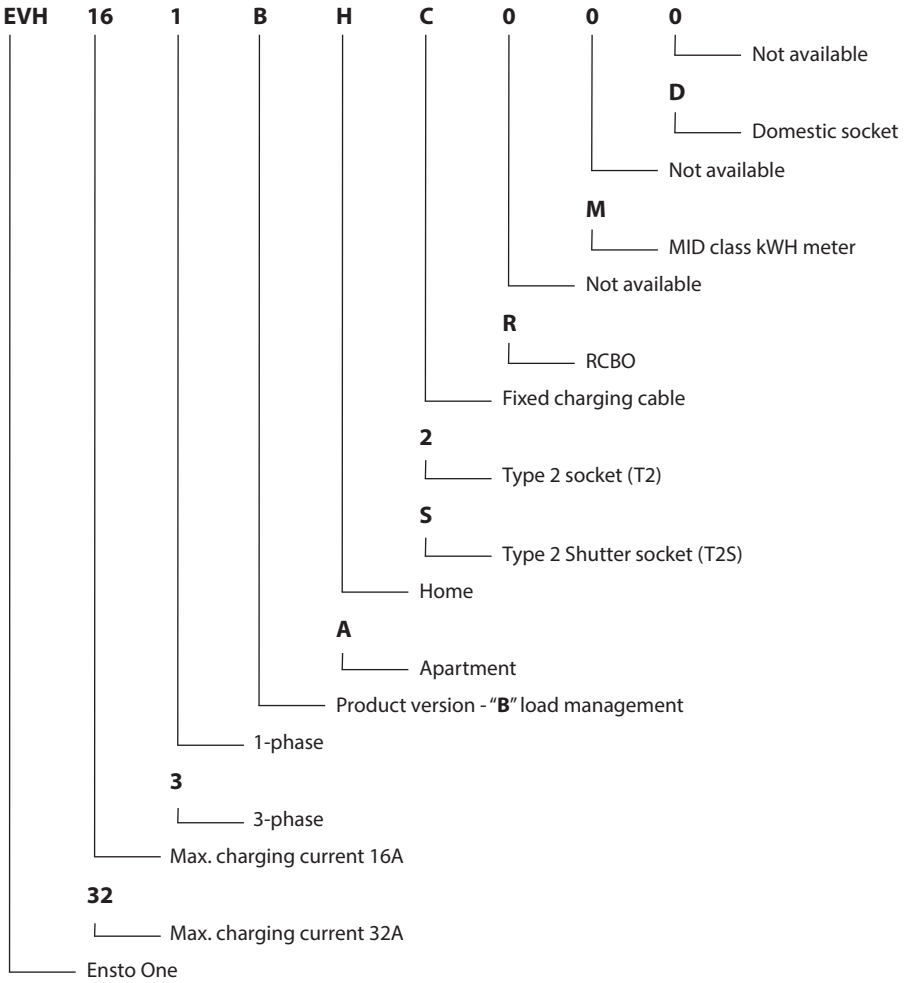 EVH 16 1 B H C 0 0 0
Not available
D
Domestic socket
Not available
M
MID class kWH meter
Not available
R
RCBO
Fixed charging cable
2
Type 2 socket (T2)
S
Type 2 Shutter socket (T2S)
Home
A
Apartment
Product version - “B” load management
1-phase
3
3-phase
Max. charging current 16A
32
Max. charging current 32A
Ensto One